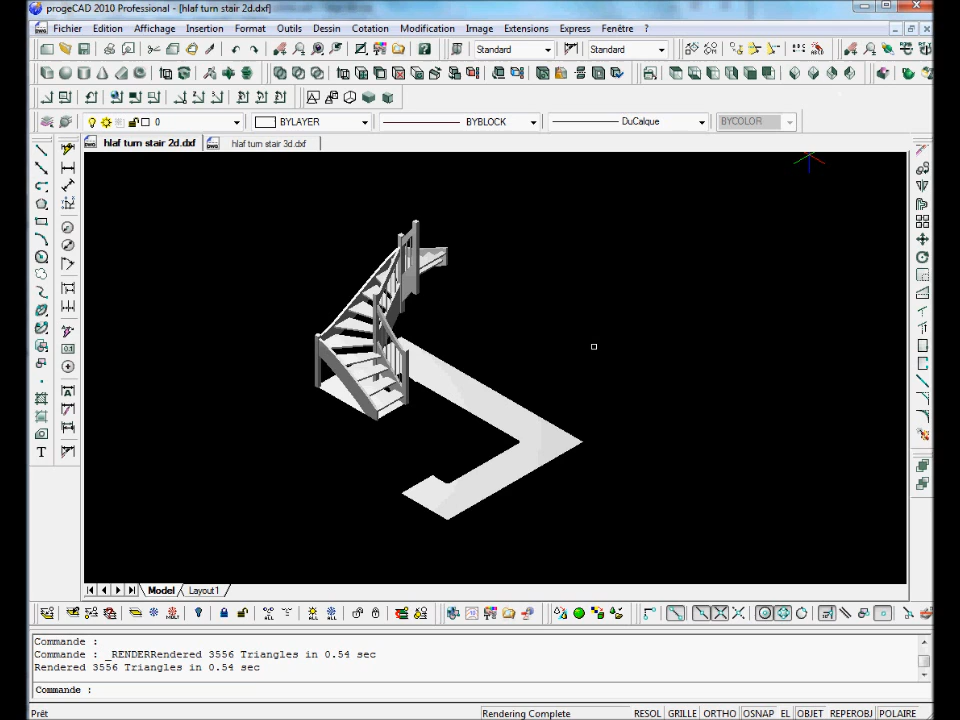 progeCAD 2010 Professional - [hlaf turn stair 2d.dxf]
Fichier Edition Affichage Insertion Format Outils Dessin Cotation Modification Image Extensions Express Fenêtre ?
Standard Standard
0 BYLAYER BYBLOCK DuCalque BYCOLOR
hlaf turn stair 2d.dxf hlaf turn stair 3d.dxf
Model Layout1
Commande :
Commande : _RENDERRendered 3556 Triangles in 0.54 sec
Rendered 3556 Triangles in 0.54 sec
Commande :
Prêt Rendering Complete RESOL GRILLE ORTHO OSNAP EL OBJET REPEROBJ POLAIRE